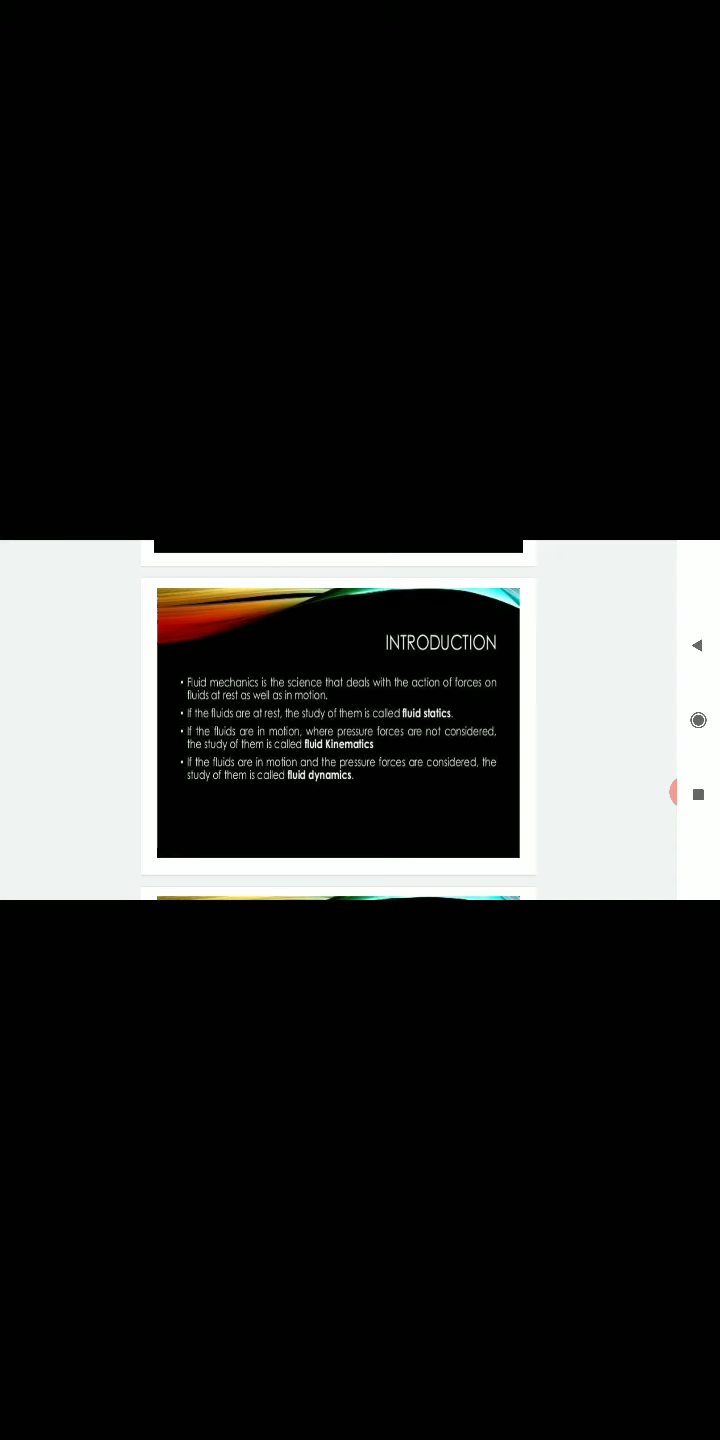 INTRODUCTION
• Fluid mechanics is the science that deals with the action of forces on
fluids at rest as well as in motion.
• If the fluids are at rest, the study of them is called fluid statics.
• If the fluids are in motion, where pressure forces are not considered,
the study of them is called fluid Kinematics
• If the fluids are in motion and the pressure forces are considered, the
study of them is called fluid dynamics.